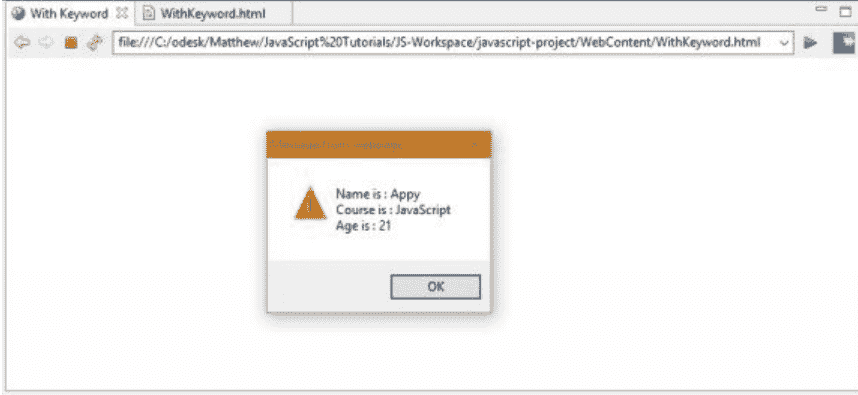 With Keyword
WithKeyword.html
file:///C:/odesk/Matthew/JavaScript%20Tutorials/JS-Workspace/javascript-project/WebContent/WithKeyword.html
Name is : Appy
Course is : JavaScript
Age is : 21
OK